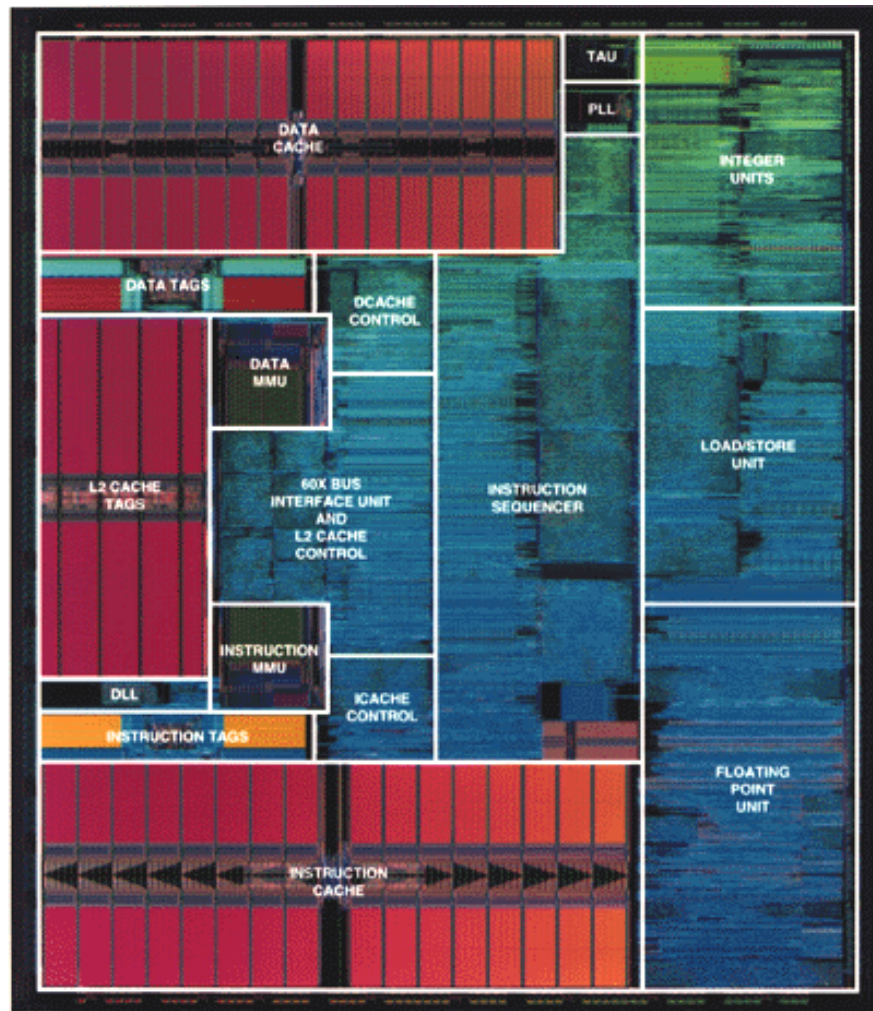 TAU
PLL
DATA
CACHE
INTEGER
UNITS
DATA TAGS
DCACHE
CONTROL
DATA
MMU
L2 CACHE
TAGS
60X BUS
INTERFACE UNIT
AND
L2 CACHE
CONTROL
INSTRUCTION
SEQUENCER
LOAD/STORE
UNIT
INSTRUCTION
MMU
DLL
ICACHE
CONTROL
INSTRUCTION TAGS
FLOATING
POINT
UNIT
INSTRUCTION
CACHE